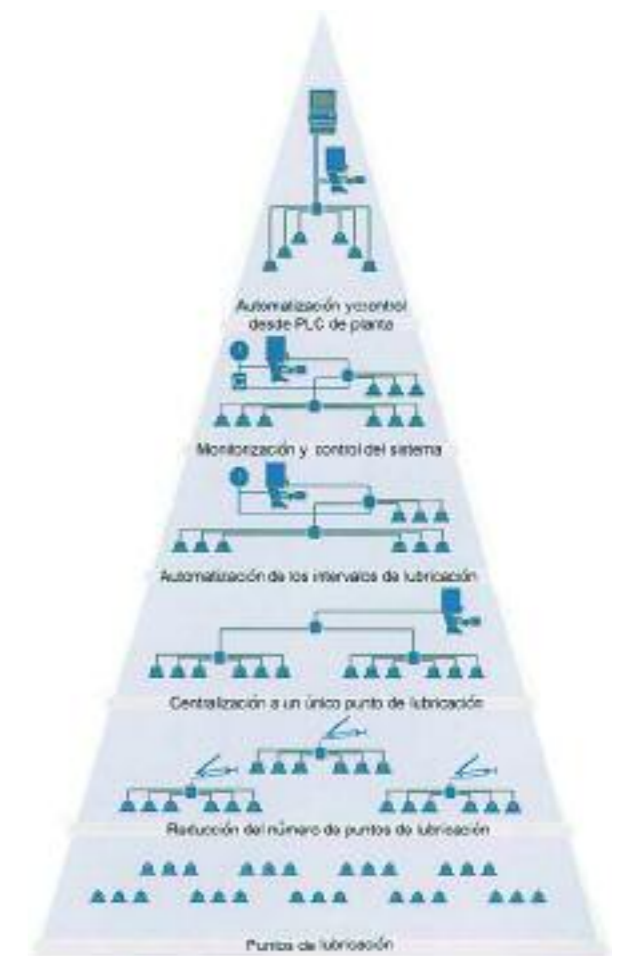 Automatización y control
desde PLC de planta
Monitorización y control del sistema
Automatización de los intervalos de lubricación
Centralización a un único punto de lubricación
Reducción del número de puntos de lubricación
Puntos de lubricación